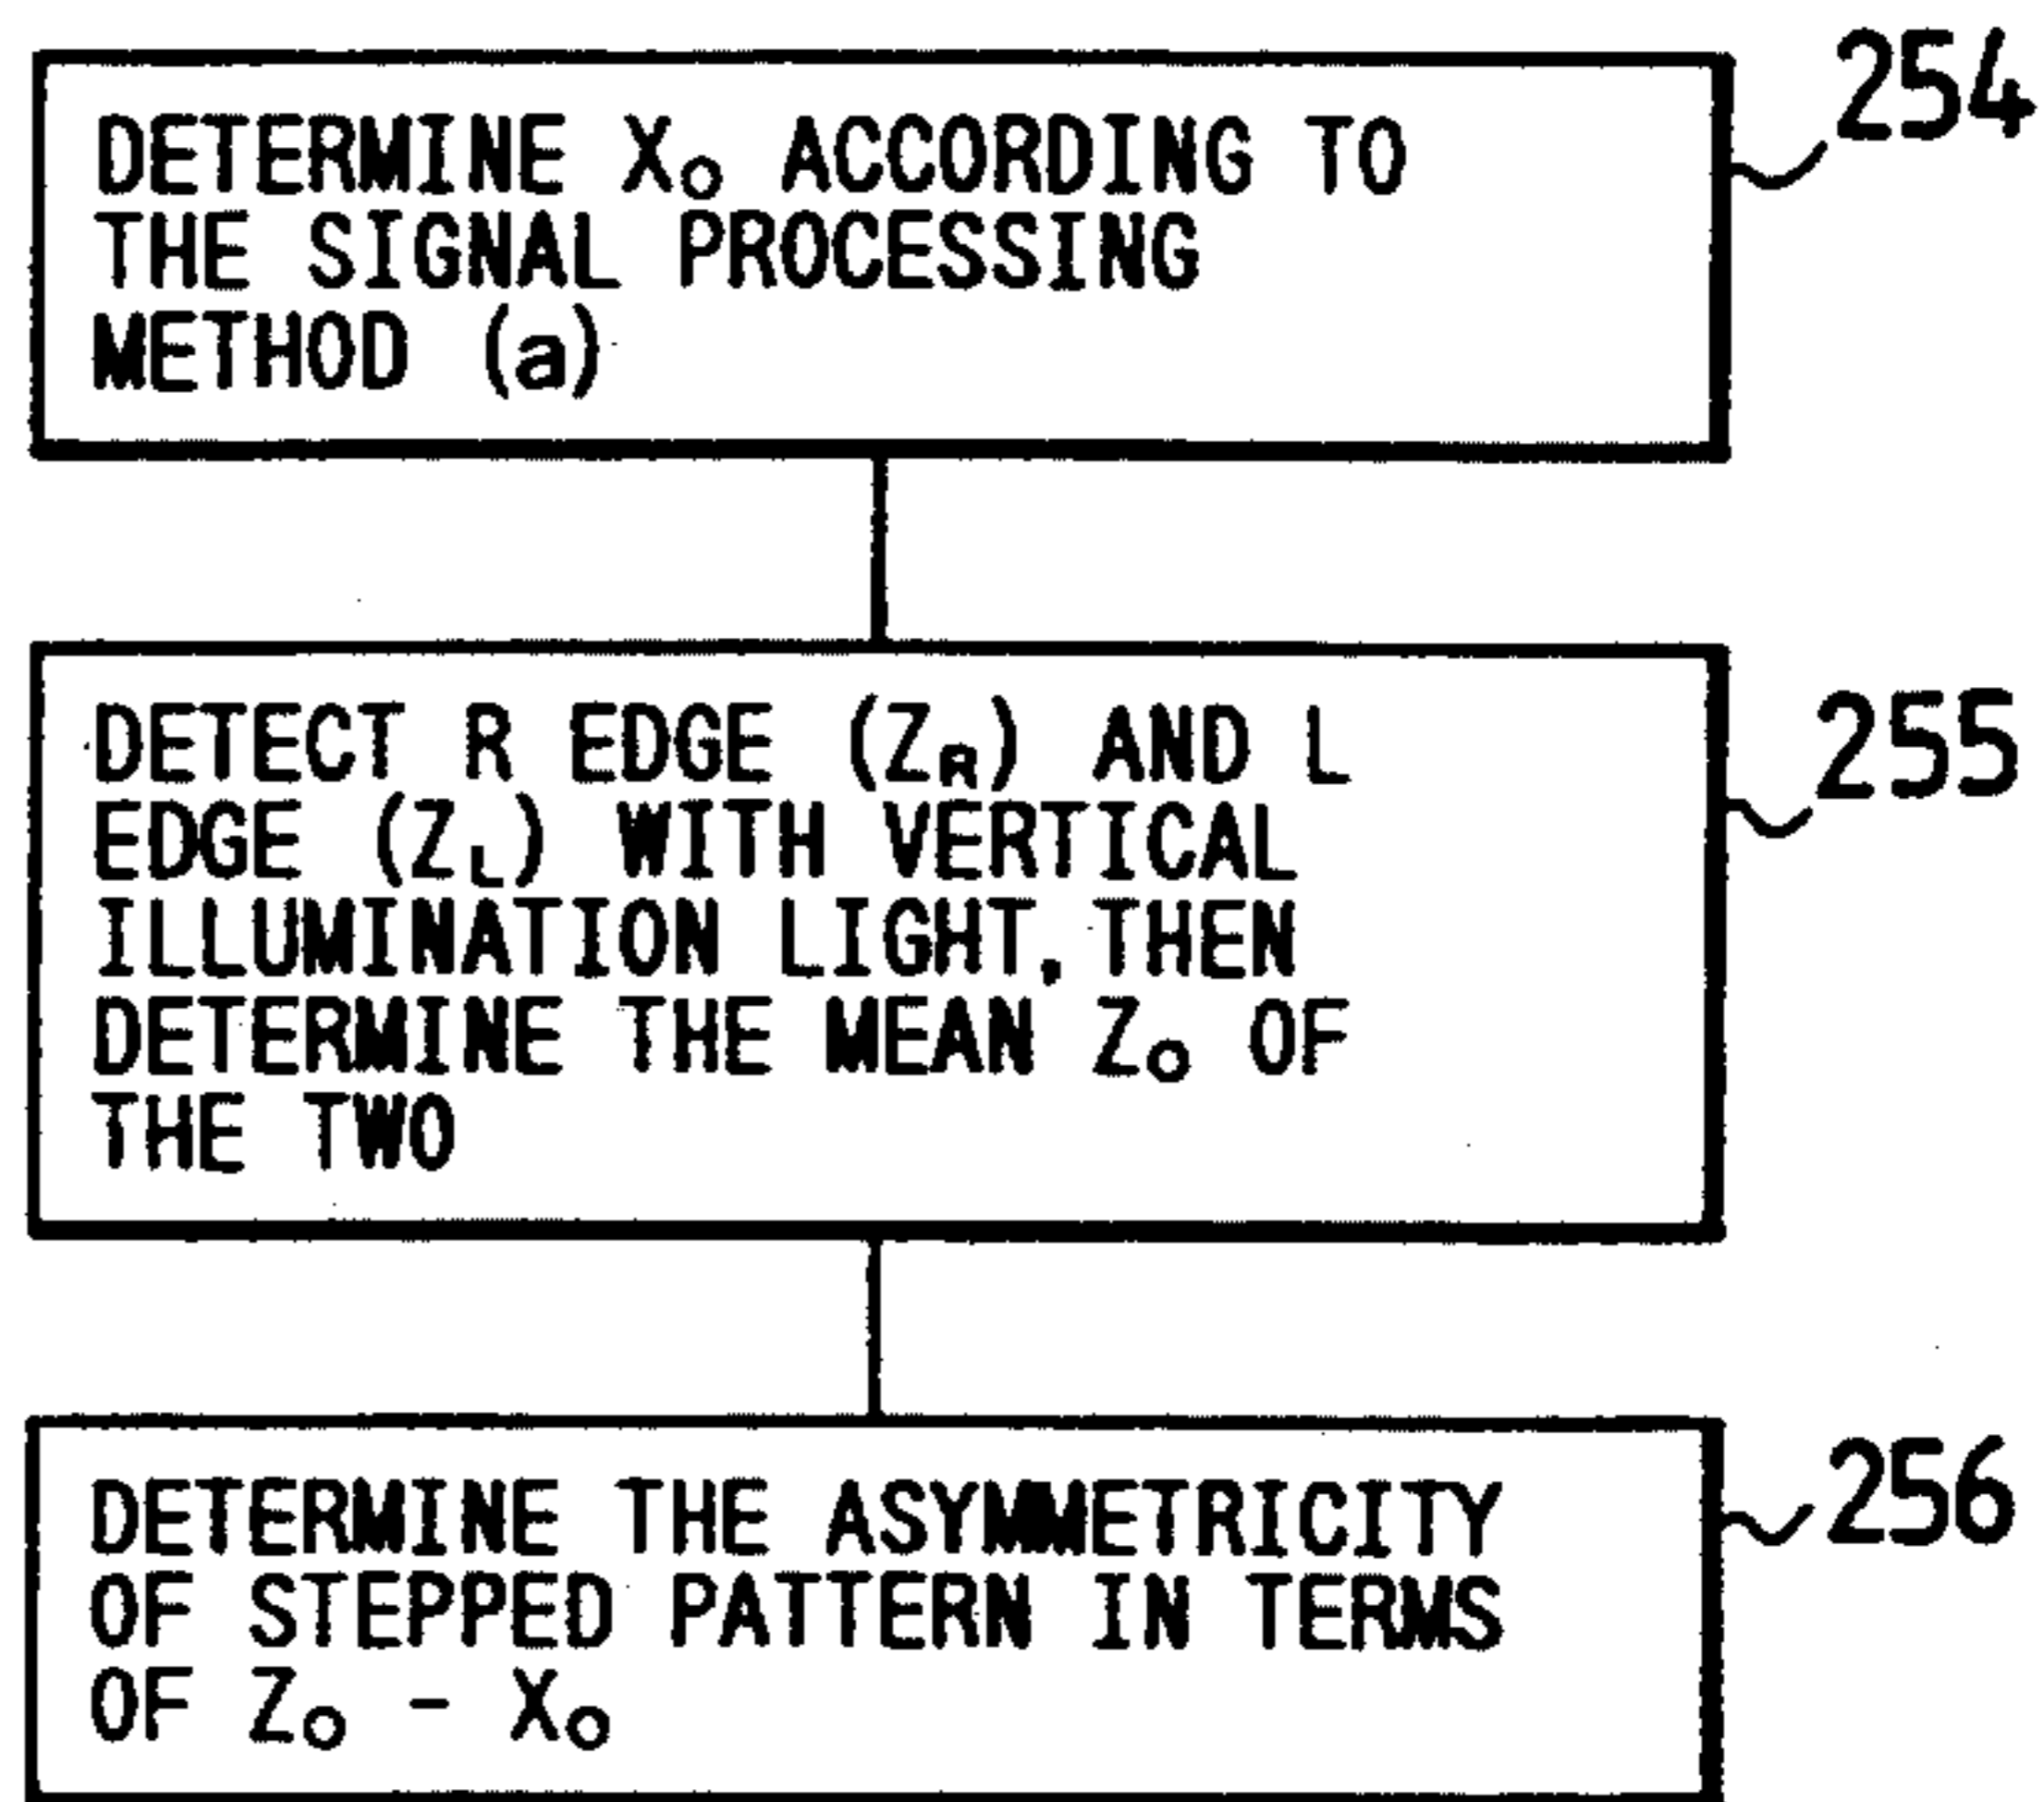 254
DETERMINE X₀ ACCORDING TO
THE SIGNAL PROCESSING
METHOD (a)
255
DETECT R EDGE (Z_R) AND L
EDGE (Z_L) WITH VERTICAL
ILLUMINATION LIGHT, THEN
DETERMINE THE MEAN Z₀ OF
THE TWO
256
DETERMINE THE ASYMMETRICITY
OF STEPPED PATTERN IN TERMS
OF Z₀ - X₀